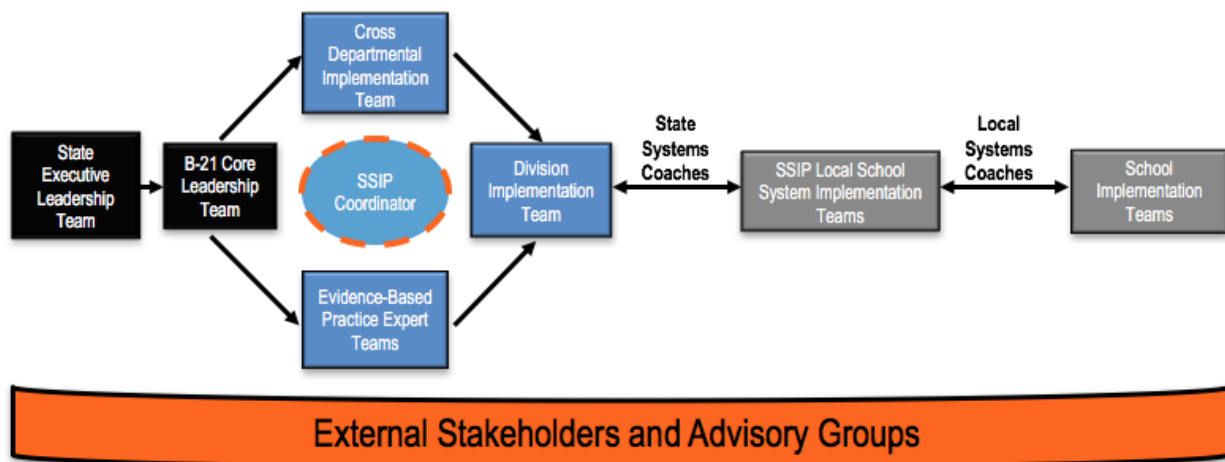 Cross
Departmental
Implementation
Team
State
Executive
Leadership
Team
B-21 Core
Leadership
Team
SSIP
Coordinator
Division
Implementation
Team
State
Systems
Coaches
SSIP Local School
System Implementation
Teams
Local
Systems
Coaches
School
Implementation
Teams
Evidence-Based
Practice Expert
Teams
External Stakeholders and Advisory Groups